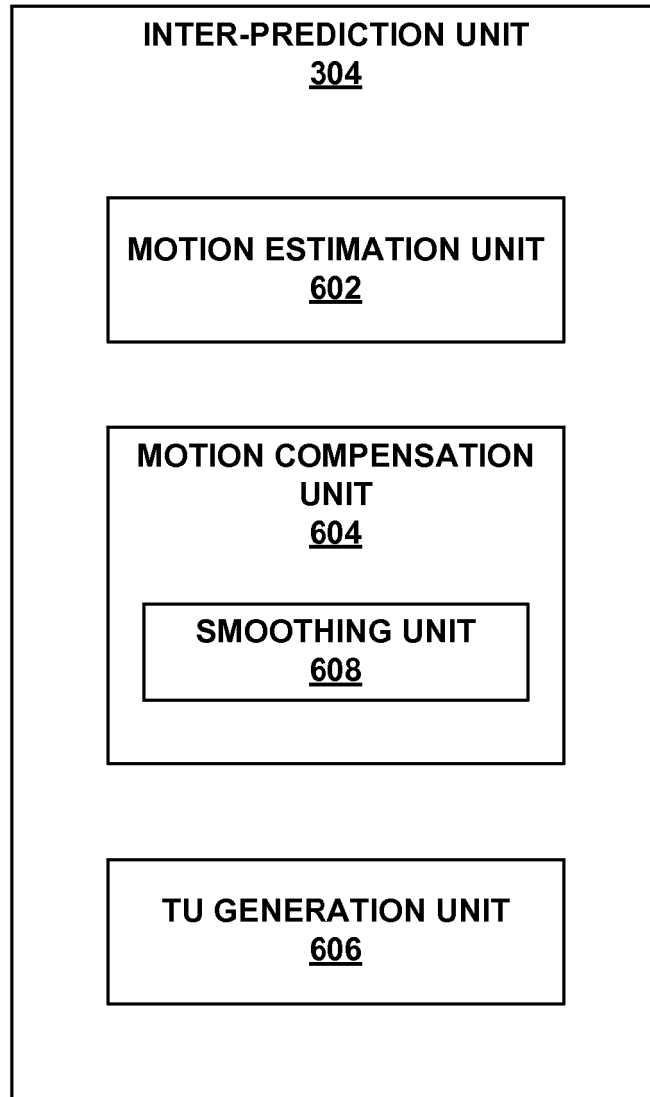 INTER-PREDICTION UNIT
304
MOTION ESTIMATION UNIT
602
MOTION COMPENSATION
UNIT
604
SMOOTHING UNIT
608
TU GENERATION UNIT
606